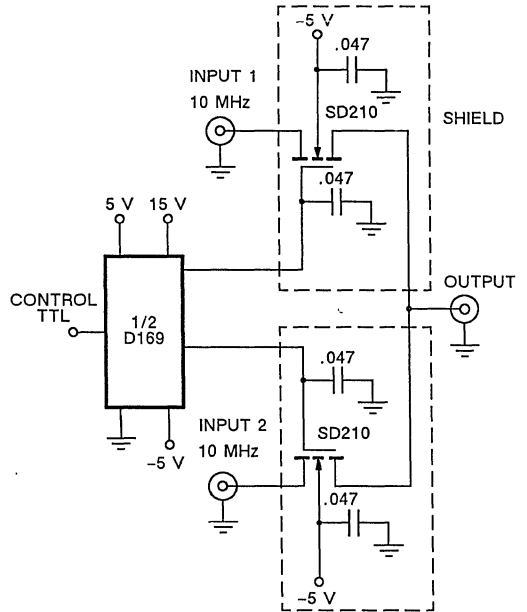 –5 V
.047
INPUT 1
10 MHz
SD210
SHIELD
.047
5 V
15 V
CONTROL
TTL
1/2
D169
OUTPUT
.047
INPUT 2
10 MHz
SD210
–5 V
.047
–5 V